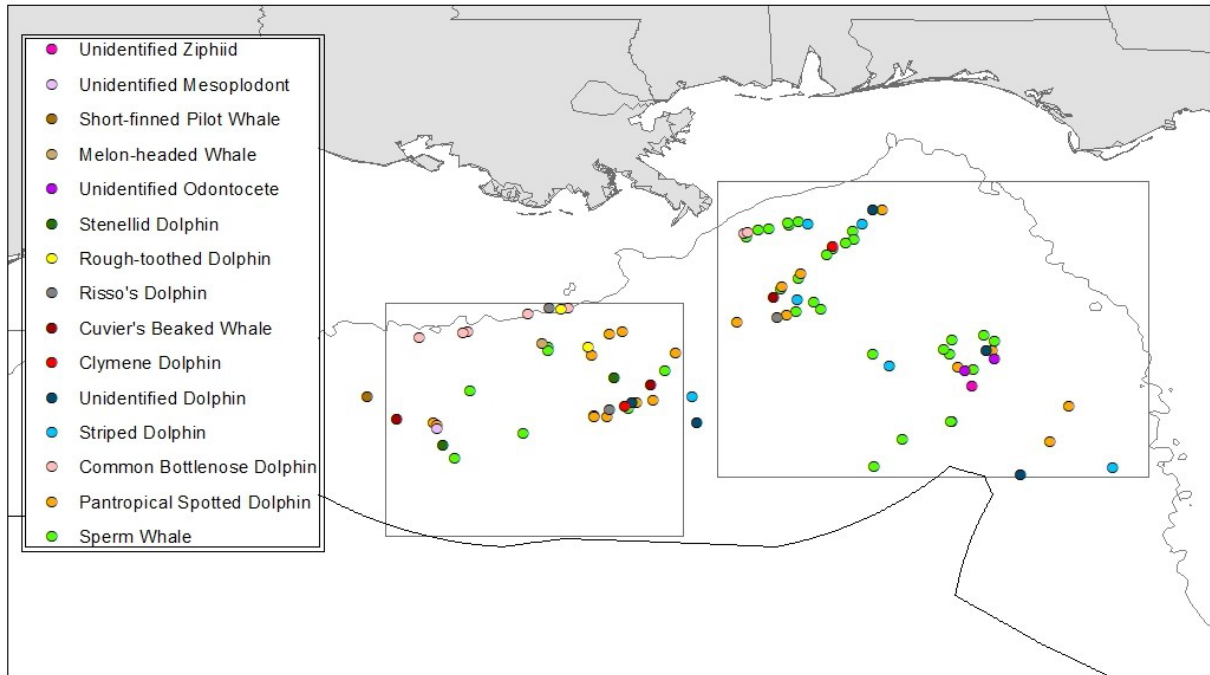 Unidentified Ziphiid
Unidentified Mesoplodont
Short-finned Pilot Whale
Melon-headed Whale
Unidentified Odontocete
Stenellid Dolphin
Rough-toothed Dolphin
Risso's Dolphin
Cuvier's Beaked Whale
Clymene Dolphin
Unidentified Dolphin
Striped Dolphin
Common Bottlenose Dolphin
Pantropical Spotted Dolphin
Sperm Whale